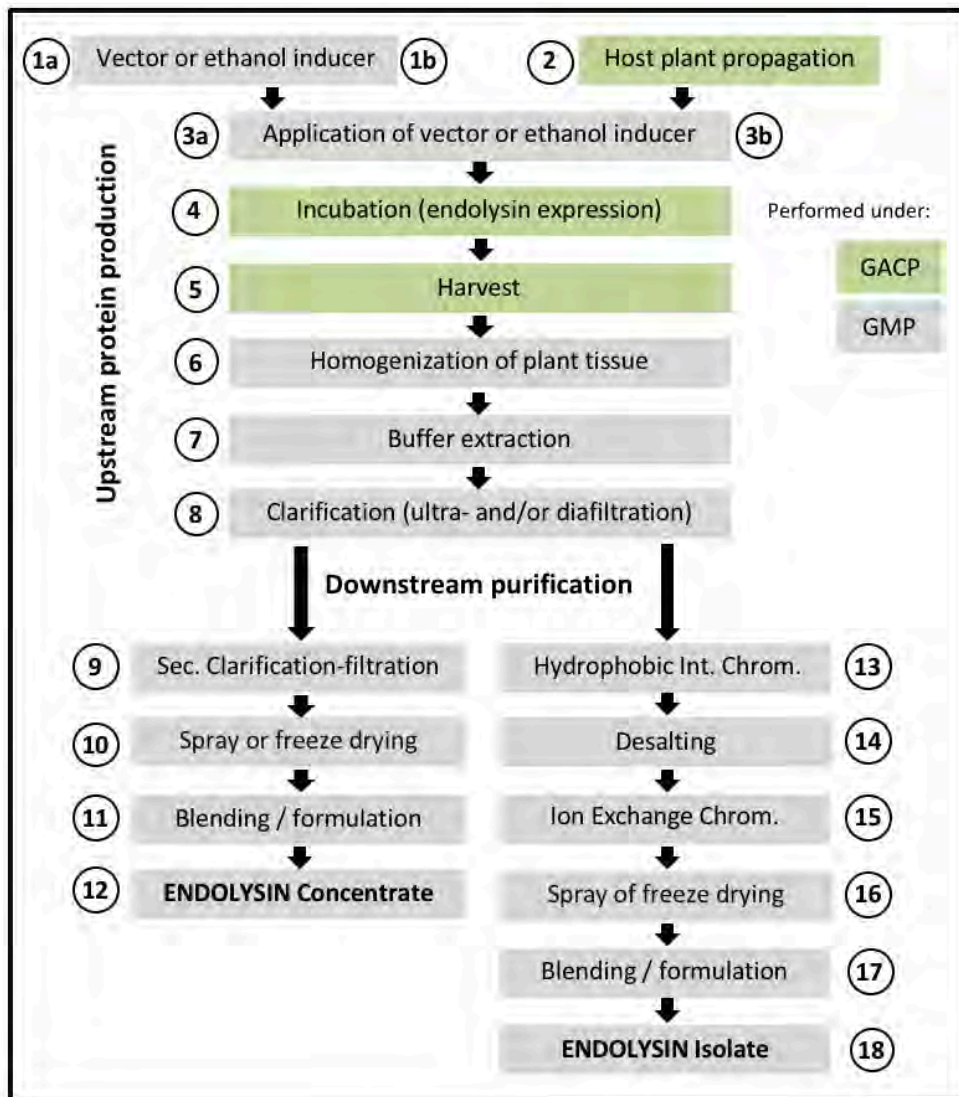 1a Vector or ethanol inducer 1b
2 Host plant propagation
3a Application of vector or ethanol inducer 3b
4 Incubation (endolysin expression)
Performed under:
GACP
GMP
5 Harvest
6 Homogenization of plant tissue
7 Buffer extraction
8 Clarification (ultra- and/or diafiltration)
Upstream protein production
Downstream purification
9 Sec. Clarification-filtration
10 Spray or freeze drying
11 Blending / formulation
12 ENDOLYSIN Concentrate
Hydrophobic Int. Chrom. 13
Desalting 14
Ion Exchange Chrom. 15
Spray of freeze drying 16
Blending / formulation 17
ENDOLYSIN Isolate 18